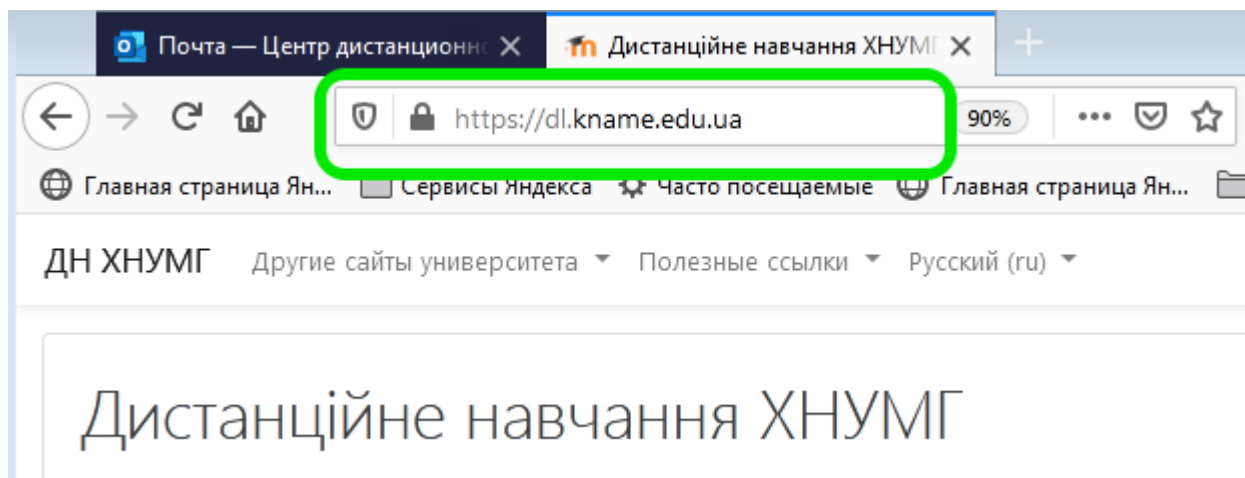 Почта — Центр дистанционн
Дистанційне навчання ХНУМГ
https://dl.kname.edu.ua
90%
Главная страница Ян... Сервисы Яндекса Часто посещаемые Главная страница Ян...
ДН ХНУМГ Другие сайты университета Полезные ссылки Русский (ru)
Дистанційне навчання ХНУМГ